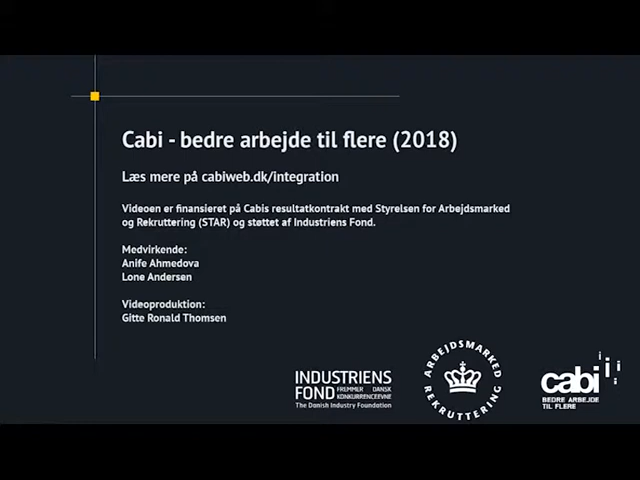 Cabi - bedre arbejde til flere (2018)
Læs mere på cabiweb.dk/integration
Videoen er finansieret på Cabis resultatkontrakt med Styrelsen for Arbejdsmarked
og Rekruttering (STAR) og støttet af Industriens Fond.
Medvirkende:
Anife Ahmedova
Lone Andersen
Videoproduktion:
Gitte Ronald Thomsen
INDUSTRIENS
FOND FREMMER DANSK
KONKURRENCEEVNE
The Danish Industry Foundation
ARBEJDSMARKED
REKRUTTERING
cabi
BEDRE ARBEJDE
TIL FLERE